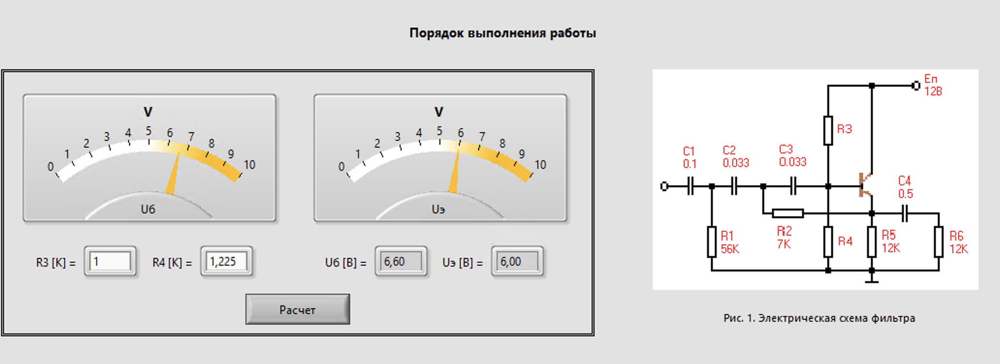 Порядок выполнения работы
V
0 1 2 3 4 5 6 7 8 9 10
Uб
V
0 1 2 3 4 5 6 7 8 9 10
Uэ
R3 [К] = 1 R4 [К] = 1,225 Uб [В] = 6,60 Uэ [В] = 6,00
Расчет
Eп
12В
R3
C1
0.1
C2
0.033
C3
0.033
C4
0.5
R1
56K
R2
7K
R4
R5
12K
R6
12K
Рис. 1. Электрическая схема фильтра